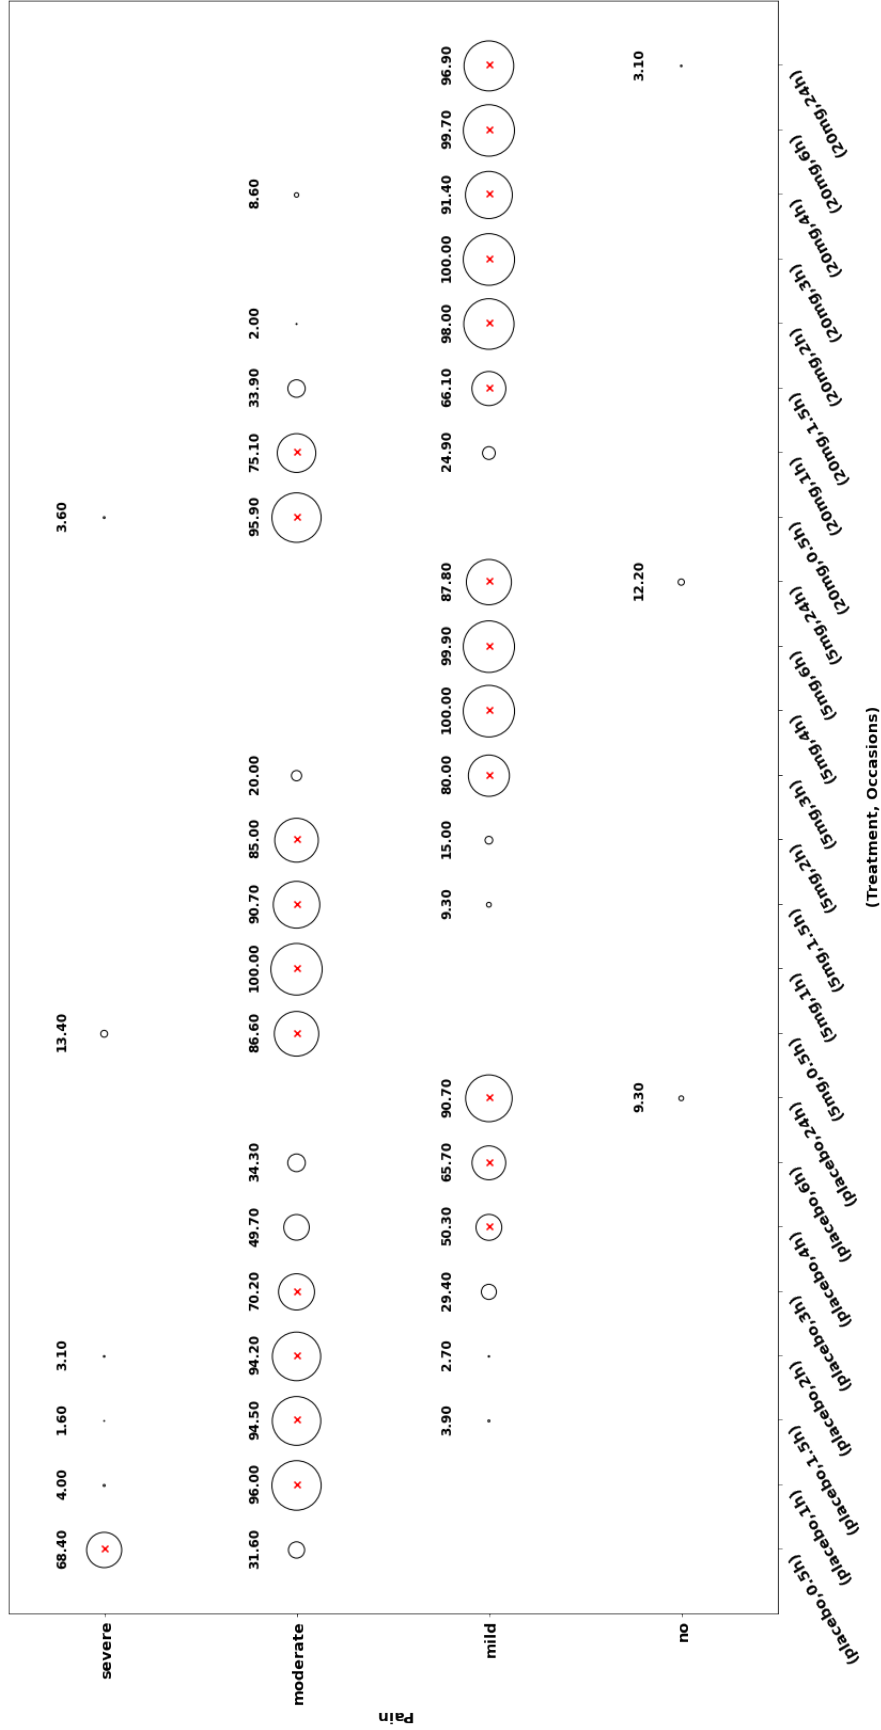 Pain
severe
68.40
4.00
1.60
3.10
13.40
3.60
moderate
31.60
96.00
94.50
94.20
70.20
49.70
34.30
86.60
100.00
90.70
85.00
20.00
95.90
75.10
33.90
2.00
8.60
mild
3.90
2.70
29.40
50.30
65.70
90.70
9.30
15.00
80.00
100.00
99.90
87.80
24.90
66.10
98.00
100.00
91.40
99.70
96.90
no
9.30
12.20
3.10
(placebo,0.5h)
(placebo,1h)
(placebo,1.5h)
(placebo,2h)
(placebo,3h)
(placebo,4h)
(placebo,6h)
(placebo,24h)
(5mg,0.5h)
(5mg,1h)
(5mg,1.5h)
(5mg,2h)
(5mg,3h)
(5mg,4h)
(5mg,6h)
(5mg,24h)
(20mg,0.5h)
(20mg,1h)
(20mg,1.5h)
(20mg,2h)
(20mg,3h)
(20mg,4h)
(20mg,6h)
(20mg,24h)
(Treatment, Occasions)